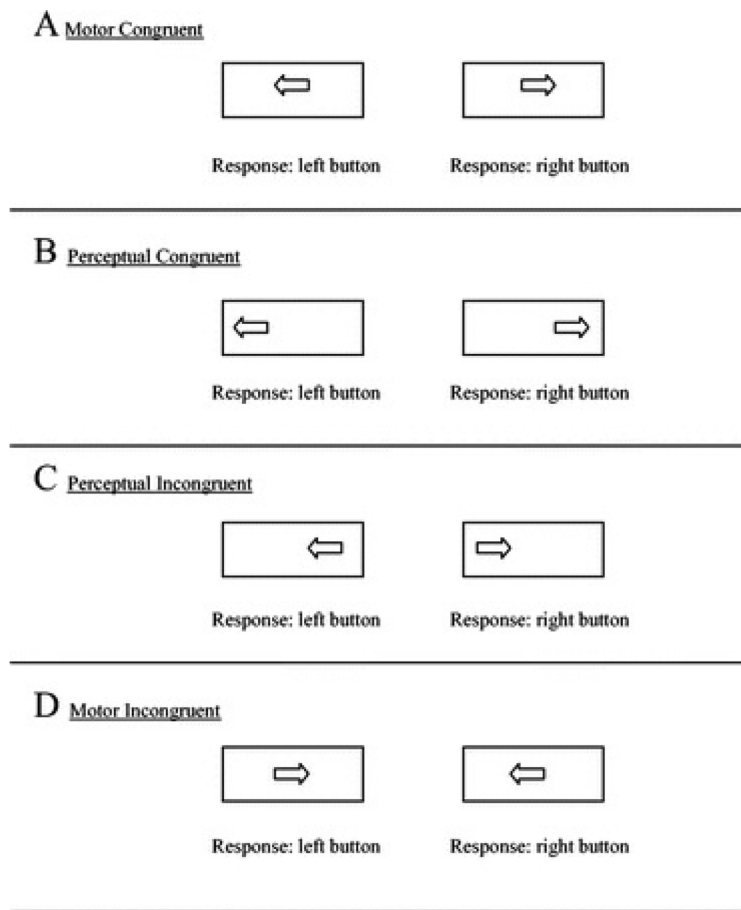 A Motor Congruent
Response: left button Response: right button
B Perceptual Congruent
Response: left button Response: right button
C Perceptual Incongruent
Response: left button Response: right button
D Motor Incongruent
Response: left button Response: right button